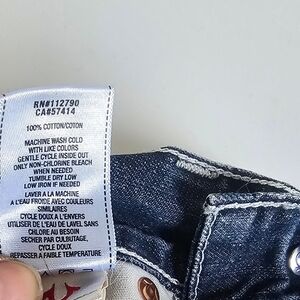 RN#112790
CA#57414
100% COTTON/COTON
MACHINE WASH COLD
WITH LIKE COLORS
GENTLE CYCLE INSIDE OUT
ONLY NON-CHLORINE BLEACH
WHEN NEEDED
TUMBLE DRY LOW
LOW IRON IF NEEDED
LAVER A LA MACHINE
A L'EAU FROIDE AVEC COULEURS
SIMILAIRES
CYCLE DOUX A L'ENVERS
UTILISER DE L'EAU DE LAVEL SANS
CHLORE AU BESOIN
SECHER PAR CULBUTAGE,
CYCLE DOUX
REPASSER A FAIBLE TEMPERATURE